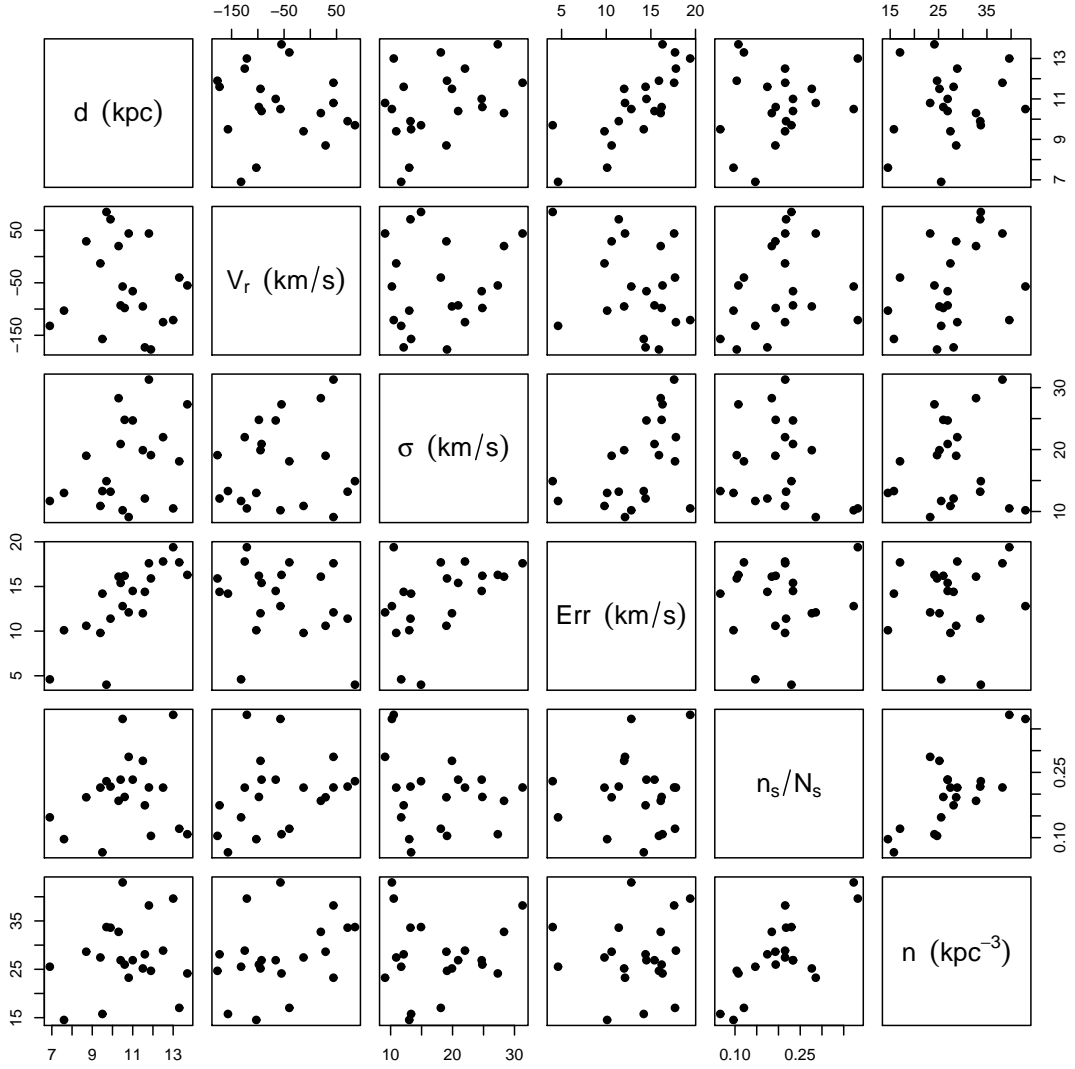 −150 −50 50 5 10 15 20 15 25 35
d (kpc) 7 9 11 13
−150 −50 50 V_r (km/s)
σ (km/s) 10 20 30
5 10 15 20 Err (km/s)
n_s/N_s 0.10 0.25
15 25 35 n (kpc⁻³)
7 9 11 13 10 20 30 0.10 0.25